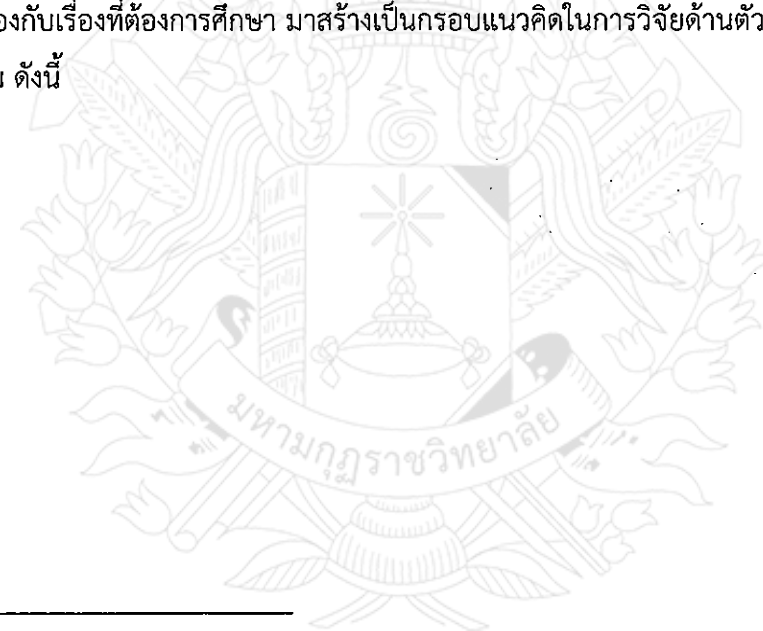 องกับเรื่องที่ต้องการศึกษา มาสร้างเป็นกรอบแนวคิดในการวิจัยด้านตัว
ดังนี้
มหามกุฏราชวิทยาลัย